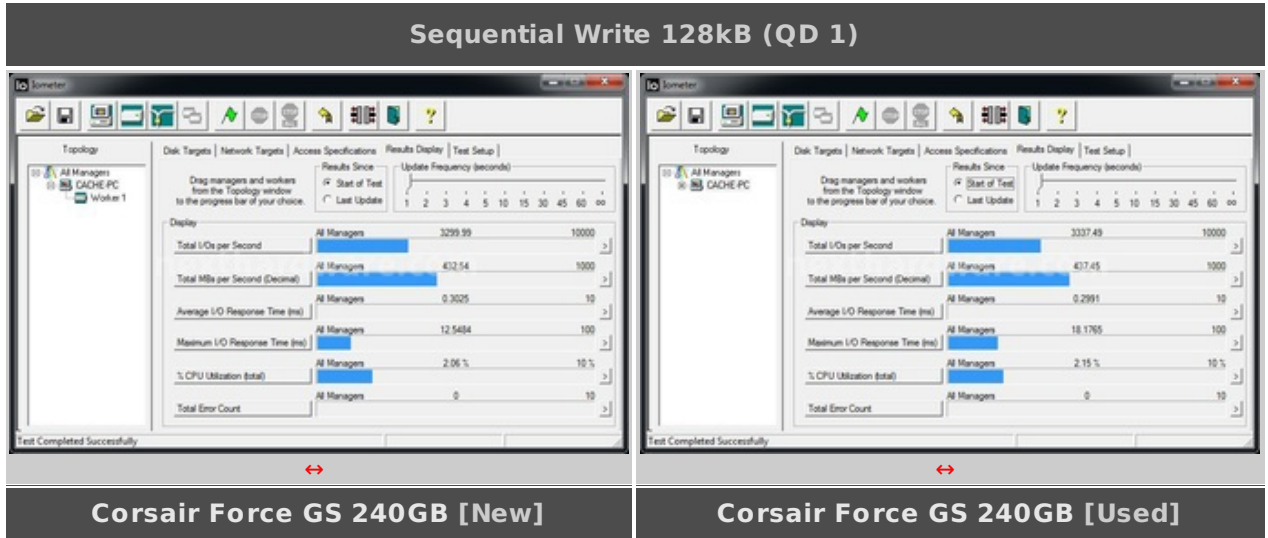 Sequential Write 128kB (QD 1)
Iometer
Topology
All Managers
CACHE-PC
Worker 1
Disk Targets | Network Targets | Access Specifications | Results Display | Test Setup
Drag managers and workers
from the Topology window
to the progress bar of your choice.
Results Since
Start of Test
Last Update
Update Frequency (seconds)
1 2 3 4 5 10 15 30 45 60 ∞
Display
All Managers 3299.99 10000
Total I/Os per Second >
All Managers 432.54 1000
Total MBs per Second (Decimal) >
All Managers 0.3025 10
Average I/O Response Time (ms) >
All Managers 12.5484 100
Maximum I/O Response Time (ms) >
All Managers 2.06 % 10 %
% CPU Utilization (total) >
All Managers 0 10
Total Error Count >
Test Completed Successfully
Iometer
Topology
All Managers
CACHE-PC
Disk Targets | Network Targets | Access Specifications | Results Display | Test Setup
Drag managers and workers
from the Topology window
to the progress bar of your choice.
Results Since
Start of Test
Last Update
Update Frequency (seconds)
1 2 3 4 5 10 15 30 45 60 ∞
Display
All Managers 3337.49 10000
Total I/Os per Second >
All Managers 437.45 1000
Total MBs per Second (Decimal) >
All Managers 0.2991 10
Average I/O Response Time (ms) >
All Managers 18.1765 100
Maximum I/O Response Time (ms) >
All Managers 2.15 % 10 %
% CPU Utilization (total) >
All Managers 0 10
Total Error Count >
Test Completed Successfully
↔ ↔
Corsair Force GS 240GB [New]
Corsair Force GS 240GB [Used]